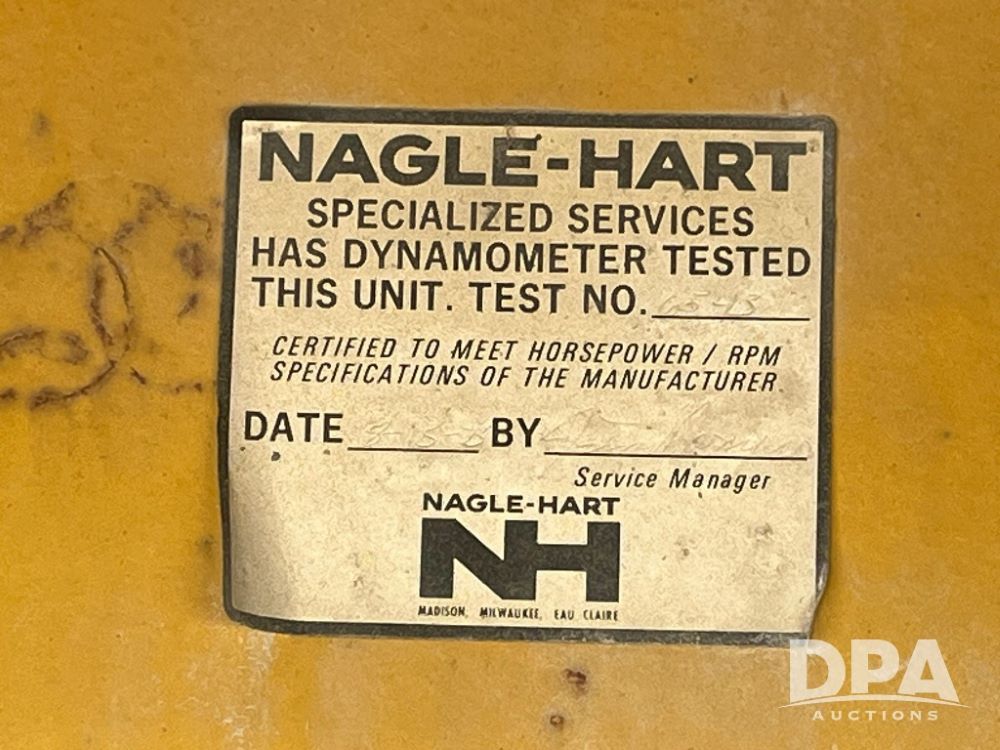 NAGLE-HART
SPECIALIZED SERVICES
HAS DYNAMOMETER TESTED
THIS UNIT. TEST NO.
CERTIFIED TO MEET HORSEPOWER / RPM
SPECIFICATIONS OF THE MANUFACTURER
DATE BY
Service Manager
NAGLE-HART
NH
MADISON, MILWAUKEE, EAU CLAIRE
DPA
AUCTIONS